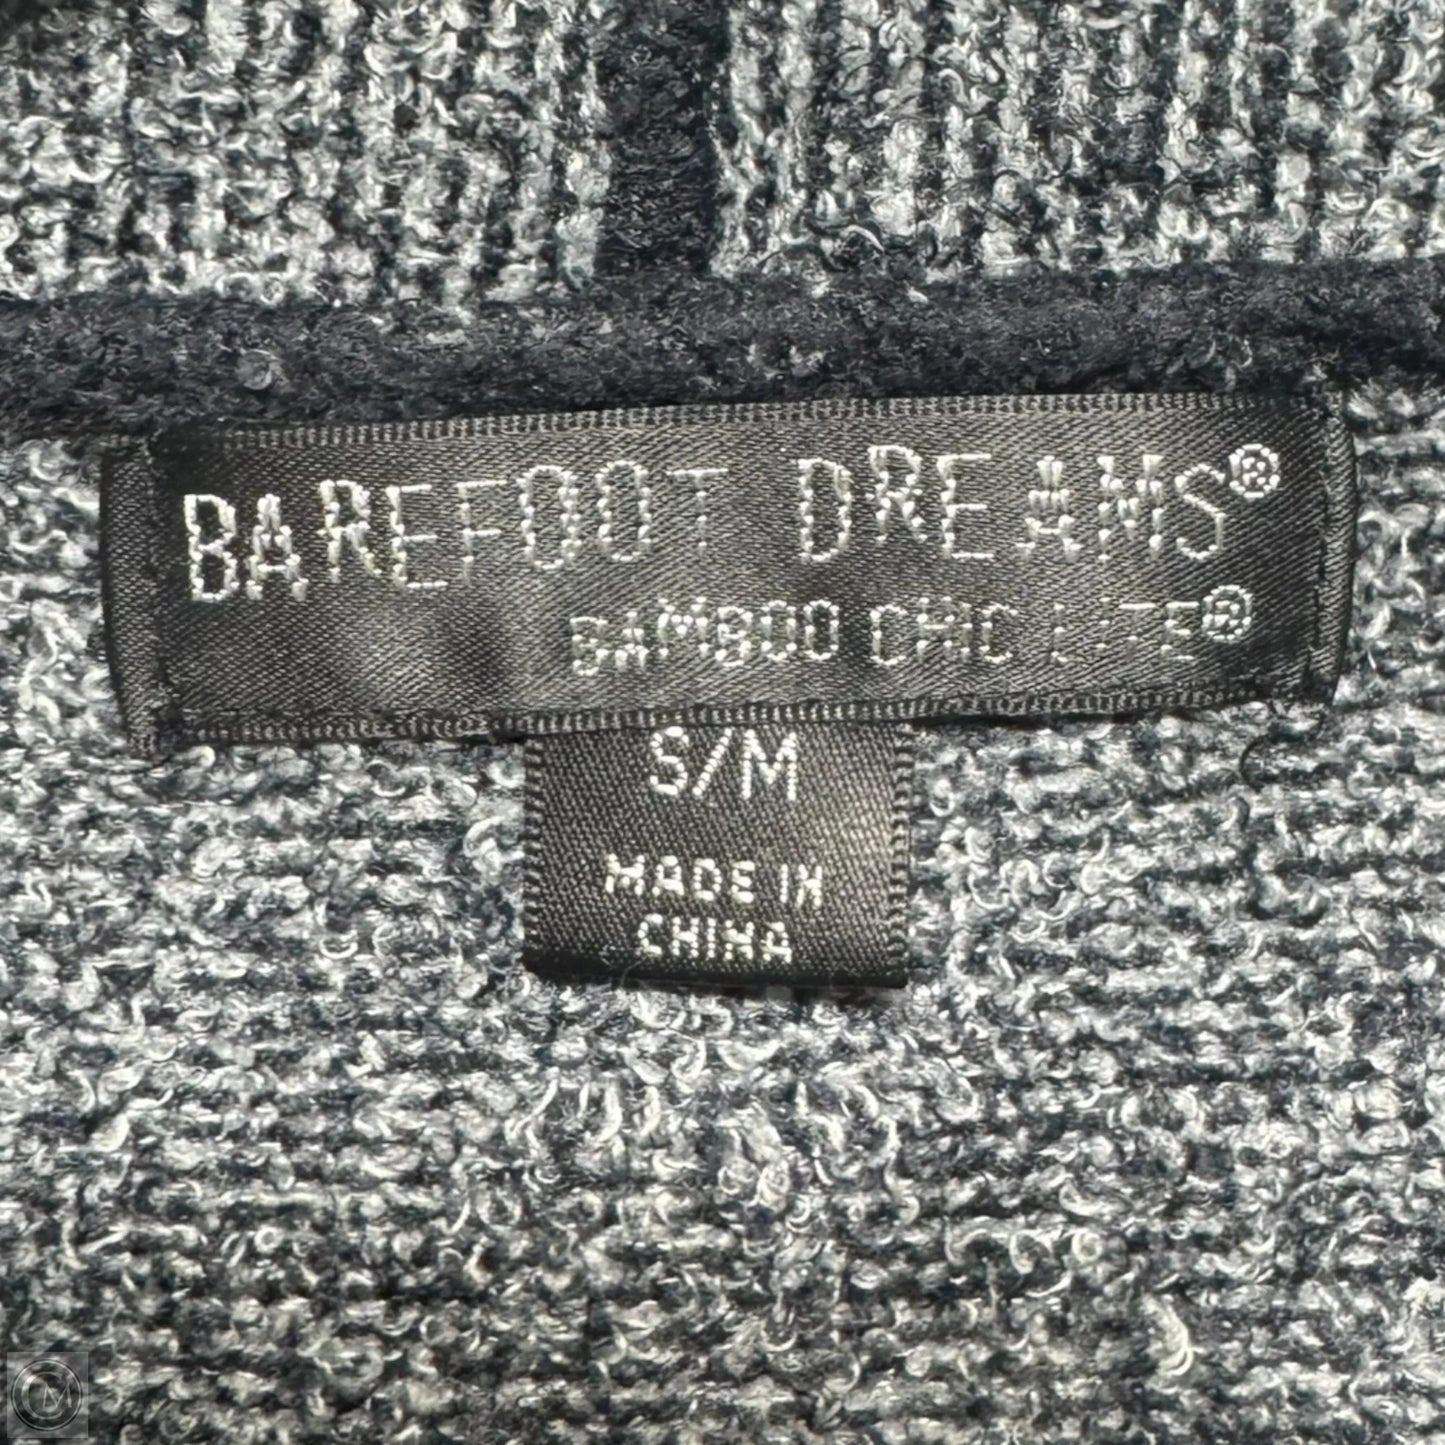 BAREFOOT DREAMS®
BAMBOO CHIC LITE®
S/M
MADE IN
CHINA